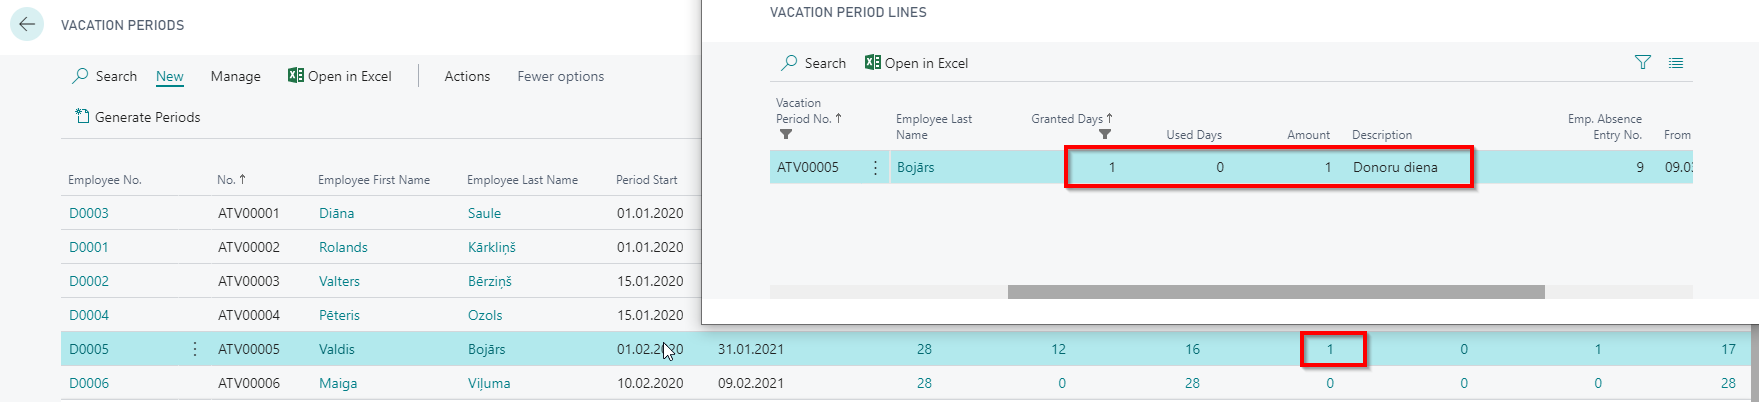 VACATION PERIODS
Search New Manage Open in Excel Actions Fewer options
Generate Periods
Employee No. No. ↑ Employee First Name Employee Last Name Period Start
D0003 ATV00001 Diāna Saule 01.01.2020
D0001 ATV00002 Rolands Kārkliņš 01.01.2020
D0002 ATV00003 Valters Bērziņš 15.01.2020
D0004 ATV00004 Pēteris Ozols 15.01.2020
D0005 ATV00005 Valdis Bojārs 01.02.2020 31.01.2021 28 12 16 1 0 1 17
D0006 ATV00006 Maiga Viļuma 10.02.2020 09.02.2021 28 0 28 0 0 0 28
VACATION PERIOD LINES
Search Open in Excel
Vacation
Period No. ↑ Employee Last Granted Days ↑ Emp. Absence
Name Used Days Amount Description Entry No. From
ATV00005 Bojārs 1 0 1 Donoru diena 9 09.03